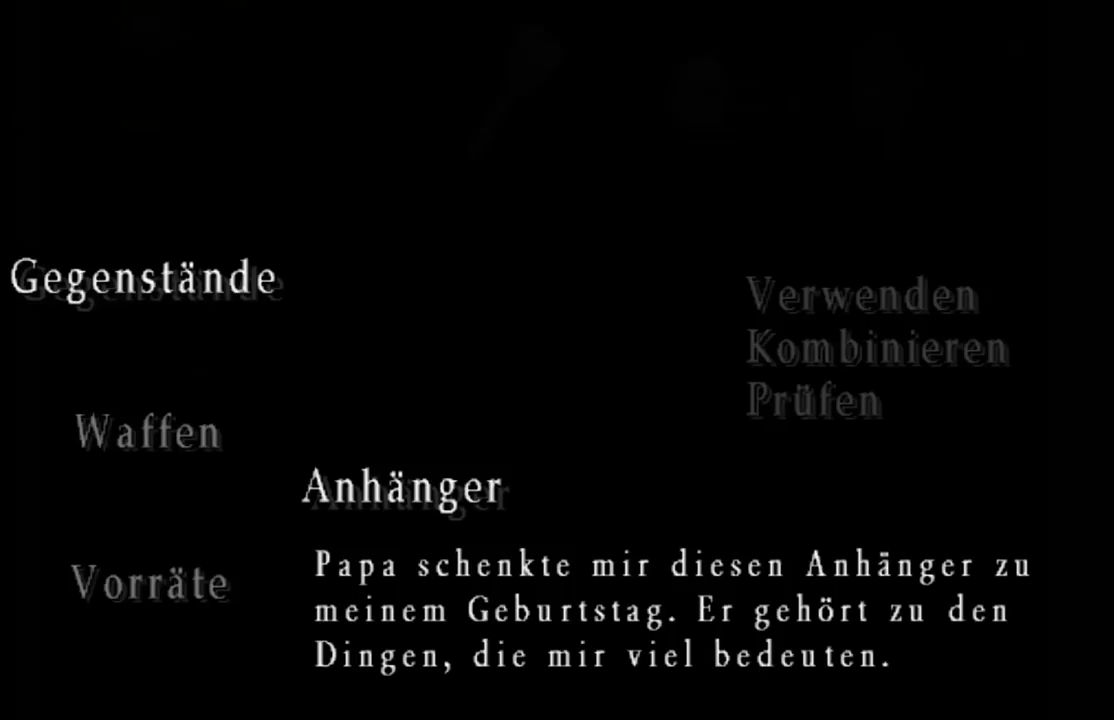 Gegenstände
Verwenden
Kombinieren
Prüfen
Waffen
Anhänger
Vorräte
Papa schenkte mir diesen Anhänger zu
meinem Geburtstag. Er gehört zu den
Dingen, die mir viel bedeuten.